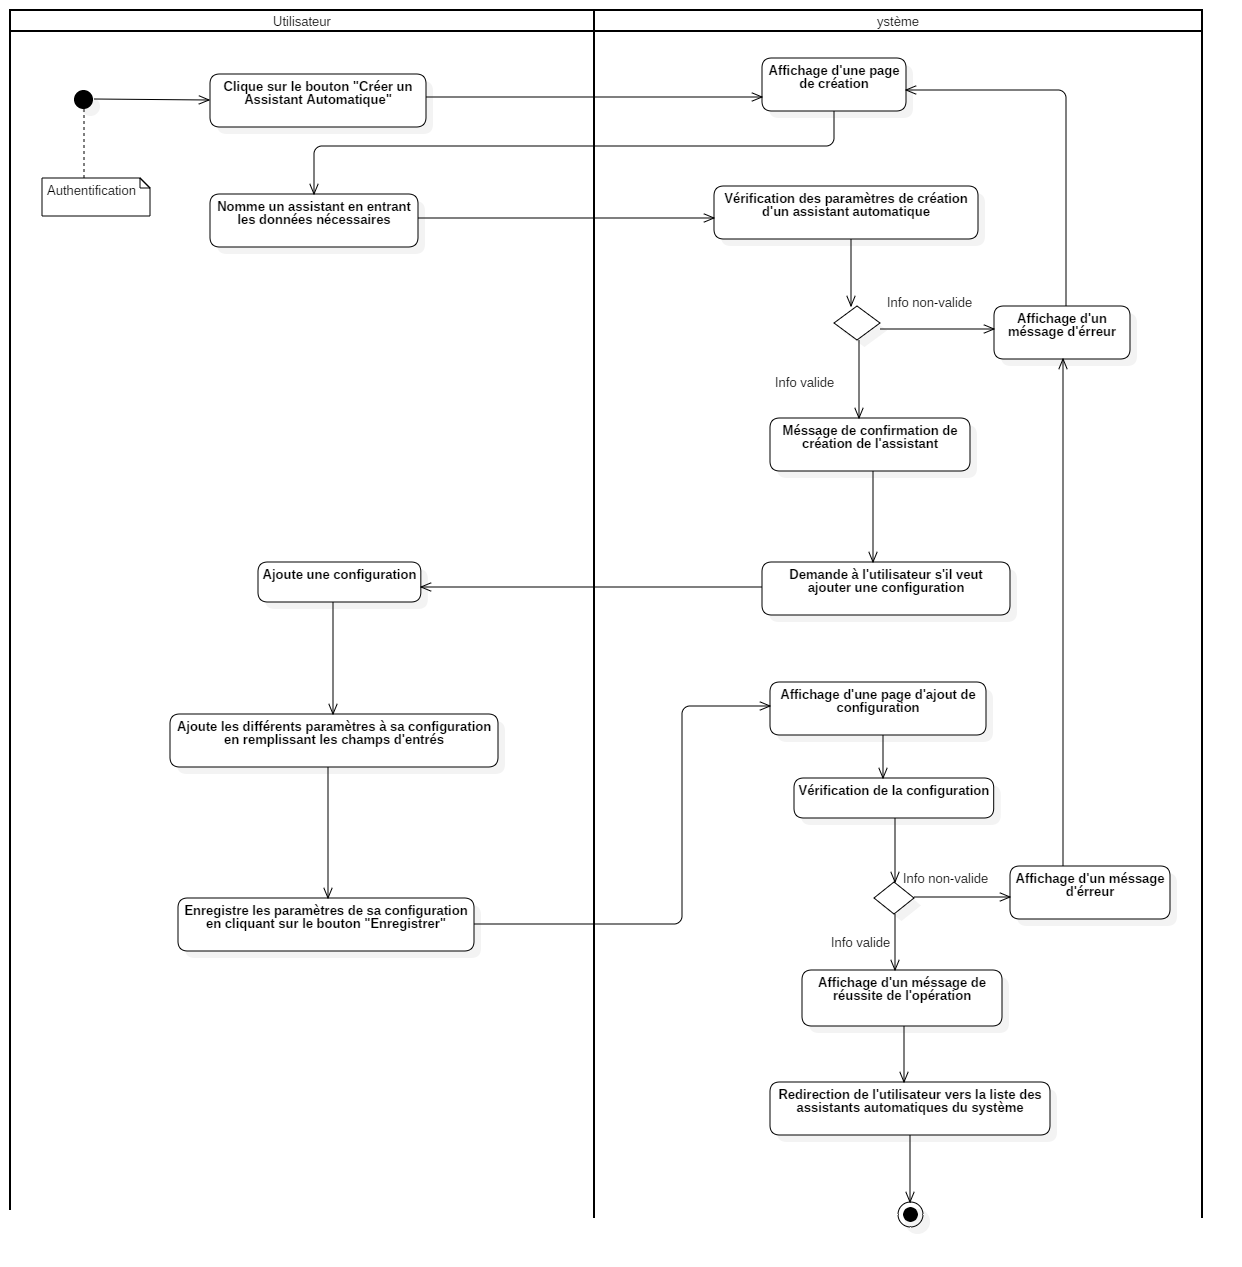 Utilisateur
ystème
Clique sur le bouton "Créer un
Assistant Automatique"
Affichage d'une page
de création
Authentification
Nomme un assistant en entrant
les données nécessaires
Vérification des paramètres de création
d'un assistant automatique
Info non-valide
Affichage d'un
méssage d'érreur
Info valide
Méssage de confirmation de
création de l'assistant
Ajoute une configuration
Demande à l'utilisateur s'il veut
ajouter une configuration
Affichage d'une page d'ajout de
configuration
Ajoute les différents paramètres à sa configuration
en remplissant les champs d'entrés
Vérification de la configuration
Info non-valide
Affichage d'un méssage
d'érreur
Enregistre les paramètres de sa configuration
en cliquant sur le bouton "Enregistrer"
Info valide
Affichage d'un méssage de
réussite de l'opération
Redirection de l'utilisateur vers la liste des
assistants automatiques du système